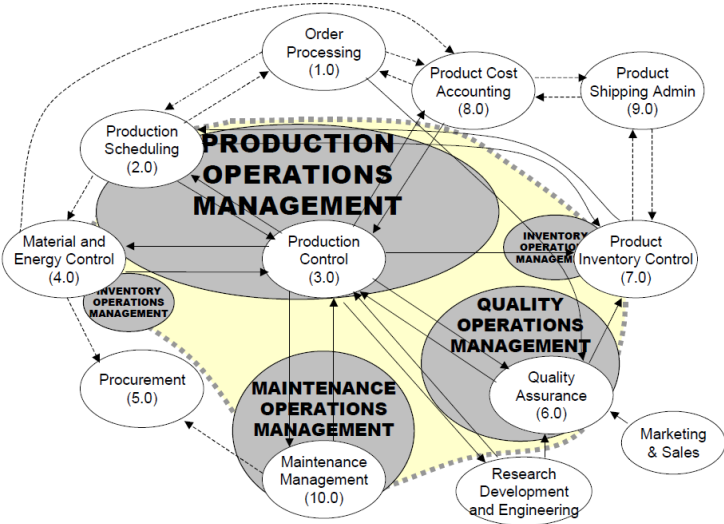 Order
Processing
(1.0)
Product Cost
Accounting
(8.0)
Product
Shipping Admin
(9.0)
Production
Scheduling
(2.0)
PRODUCTION
OPERATIONS
MANAGEMENT
Material and
Energy Control
(4.0)
Production
Control
(3.0)
INVENTORY
OPERATIONS
Product
Inventory Control
(7.0)
INVENTORY
OPERATIONS
MANAGEMENT
QUALITY
OPERATIONS
MANAGEMENT
Procurement
(5.0)
MAINTENANCE
OPERATIONS
MANAGEMENT
Quality
Assurance
(6.0)
Marketing
& Sales
Maintenance
Management
(10.0)
Research
Development
and Engineering